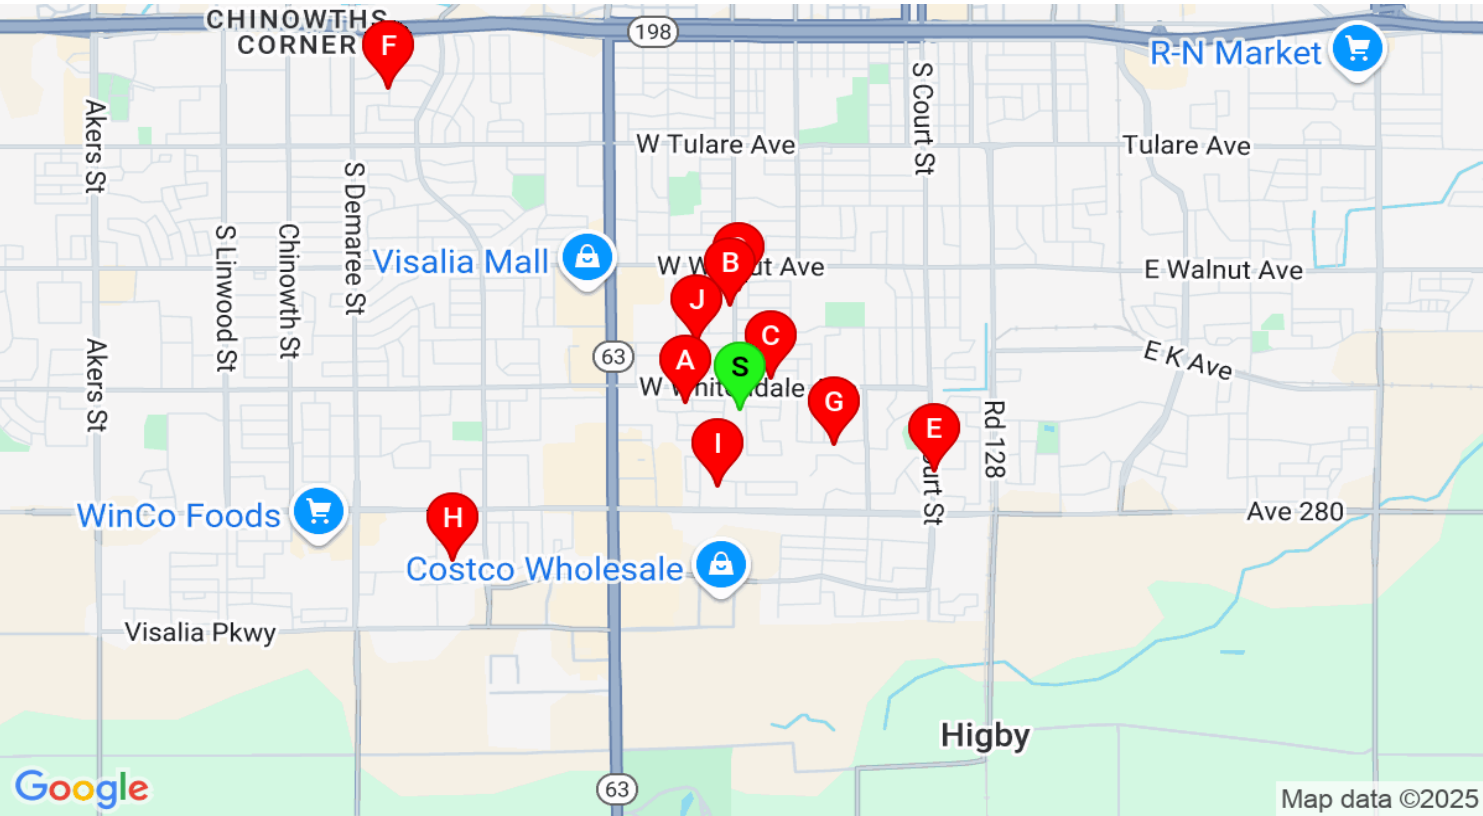 CHINOWTHS
CORNER
F
198
R-N Market
Akers St
S Court St
W Tulare Ave
Tulare Ave
S Demaree St
S Linwood St
Chinowth St
Visalia Mall
B
E Walnut Ave
J
C
A
S
63
E K Ave
Akers St
G
E
Rd 128
I
WinCo Foods
H
Ave 280
Costco Wholesale
Visalia Pkwy
Higby
Google
63
Map data ©2025